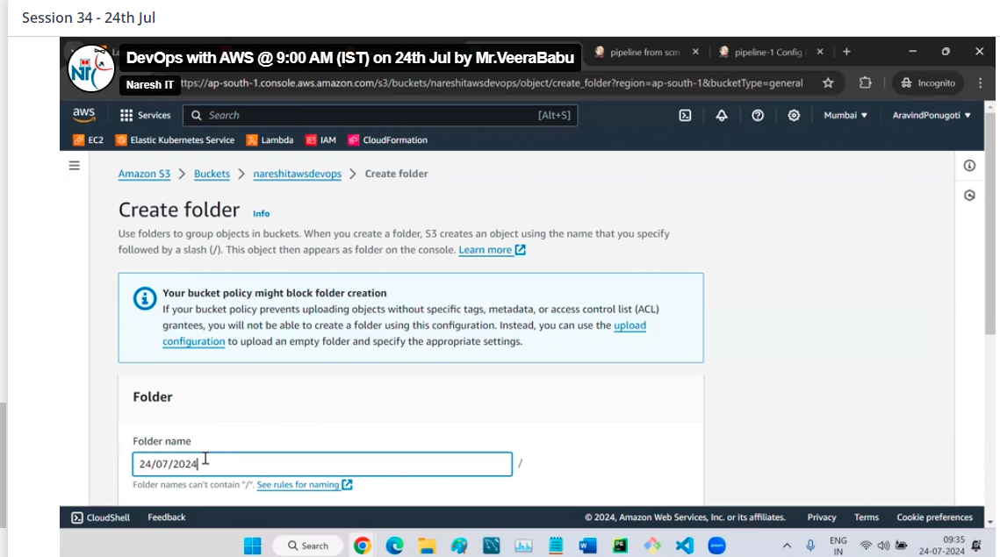 Session 34 - 24th Jul
DevOps with AWS @ 9:00 AM (IST) on 24th Jul by Mr.VeeraBabu
Naresh IT
pipeline from scm
pipeline-1 Config
ttps://ap-south-1.console.aws.amazon.com/s3/buckets/nareshitawsdevops/object/create_folder?region=ap-south-1&bucketType=general
Incognito
aws
Services
Search
[Alt+S]
Mumbai
AravindPonugoti
EC2
Elastic Kubernetes Service
Lambda
IAM
CloudFormation
Amazon S3 > Buckets > nareshitawsdevops > Create folder
Create folder Info
Use folders to group objects in buckets. When you create a folder, S3 creates an object using the name that you specify
followed by a slash (/). This object then appears as folder on the console. Learn more
Your bucket policy might block folder creation
If your bucket policy prevents uploading objects without specific tags, metadata, or access control list (ACL)
grantees, you will not be able to create a folder using this configuration. Instead, you can use the upload
configuration to upload an empty folder and specify the appropriate settings.
Folder
Folder name
24/07/2024 /
Folder names can't contain "/". See rules for naming
CloudShell
Feedback
© 2024, Amazon Web Services, Inc. or its affiliates.
Privacy
Terms
Cookie preferences
Search
ENG
IN
09:35
24-07-2024